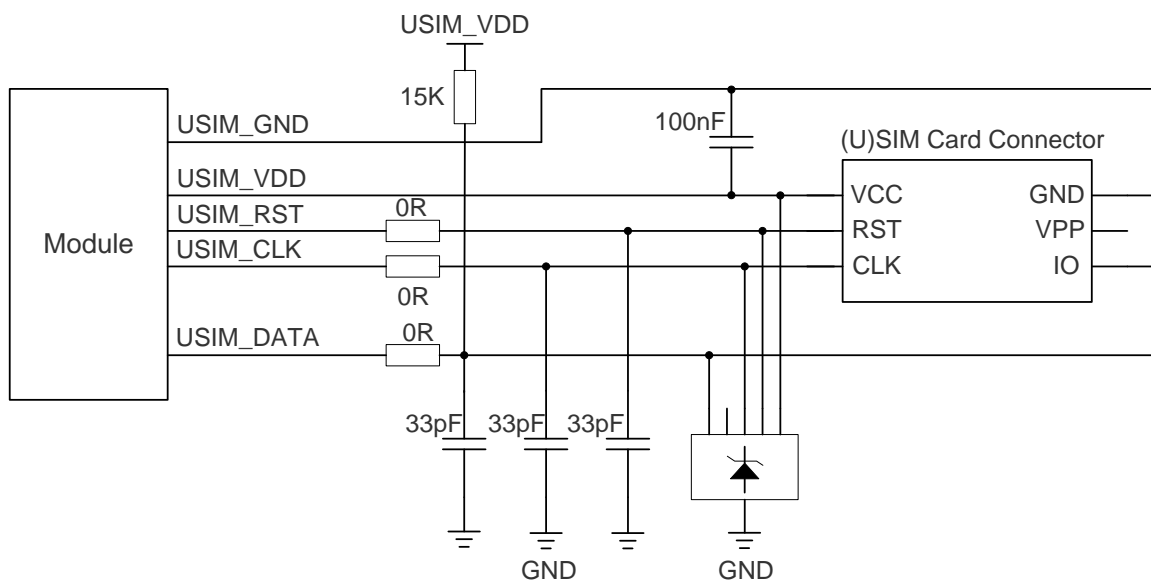 USIM_VDD
15K
USIM_GND
100nF
(U)SIM Card Connector
USIM_VDD
VCC
GND
USIM_RST
0R
RST
VPP
Module
USIM_CLK
CLK
IO
0R
USIM_DATA
0R
33pF
33pF
33pF
GND
GND